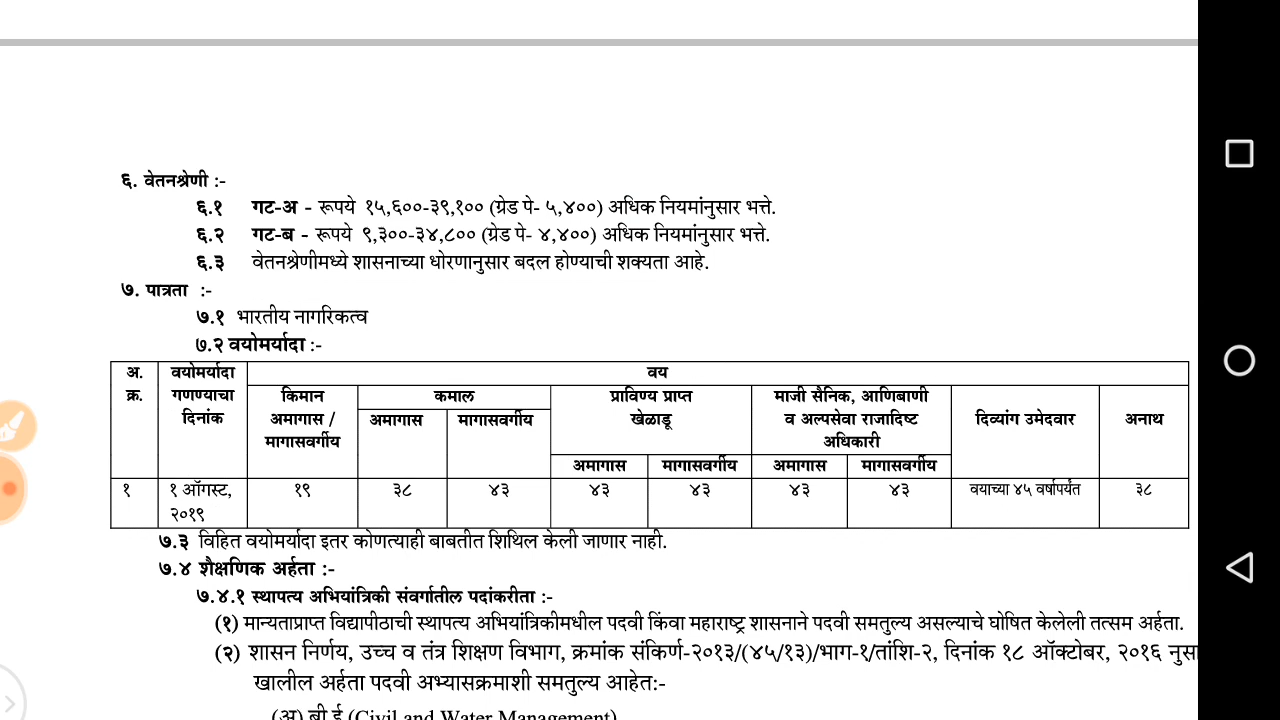 ६. वेतनश्रेणी :-
६.१ गट-अ - रूपये १५,६००-३९,१०० (ग्रेड पे- ५,४००) अधिक नियमांनुसार भत्ते.
६.२ गट-ब - रूपये ९,३००-३४,८०० (ग्रेड पे- ४,४००) अधिक नियमांनुसार भत्ते.
६.३ वेतनश्रेणीमध्ये शासनाच्या धोरणानुसार बदल होण्याची शक्यता आहे.
७. पात्रता :-
७.१ भारतीय नागरिकत्व
७.२ वयोमर्यादा :-
अ. वयोमर्यादा वय
क्र. गणण्याचा किमान कमाल प्राविण्य प्राप्त माजी सैनिक, आणिबाणी
दिनांक अमागास / अमागास मागासवर्गीय खेळाडू व अल्पसेवा राजादिष्ट दिव्यांग उमेदवार अनाथ
मागासवर्गीय अधिकारी
अमागास मागासवर्गीय अमागास मागासवर्गीय
१ १ ऑगस्ट, १९ ३८ ४३ ४३ ४३ ४३ ४३ वयाच्या ४५ वर्षापर्यंत ३८
२०१९
७.३ विहित वयोमर्यादा इतर कोणत्याही बाबतीत शिथिल केली जाणार नाही.
७.४ शैक्षणिक अर्हता :-
७.४.१ स्थापत्य अभियांत्रिकी संवर्गातील पदांकरीता :-
(१) मान्यताप्राप्त विद्यापीठाची स्थापत्य अभियांत्रिकीमधील पदवी किंवा महाराष्ट्र शासनाने पदवी समतुल्य असल्याचे घोषित केलेली तत्सम अर्हता.
(२) शासन निर्णय, उच्च व तंत्र शिक्षण विभाग, क्रमांक संकिर्ण-२०१३/(४५/१३)/भाग-१/तांशि-२, दिनांक १८ ऑक्टोबर, २०१६ नुसा
खालील अर्हता पदवी अभ्यासक्रमाशी समतुल्य आहेत:-
(अ) बी.ई (Civil and Water Management)